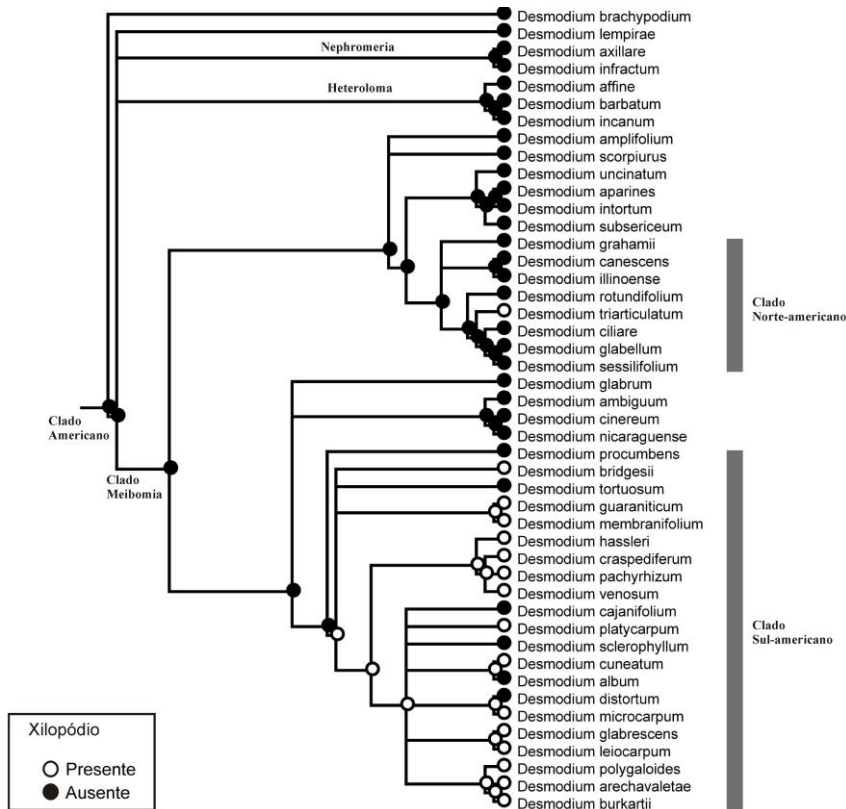 Desmodium brachypodium
Desmodium lempirae
Nephromeria
Desmodium axillare
Desmodium infractum
Heteroloma
Desmodium affine
Desmodium barbatum
Desmodium incanum
Desmodium amplifolium
Desmodium scorpiurus
Desmodium uncinatum
Desmodium aparines
Desmodium intortum
Desmodium subsericeum
Desmodium grahamii
Desmodium canescens
Desmodium illinoense
Desmodium rotundifolium
Desmodium triarticulatum
Desmodium ciliare
Desmodium glabellum
Desmodium sessilifolium
Clado
Norte-americano
Desmodium glabrum
Desmodium ambiguum
Desmodium cinereum
Desmodium nicaraguense
Clado
Americano
Clado
Meibomia
Desmodium procumbens
Desmodium bridgesii
Desmodium tortuosum
Desmodium guaraniticum
Desmodium membranifolium
Desmodium hassleri
Desmodium craspediferum
Desmodium pachyrhizum
Desmodium venosum
Desmodium cajanifolium
Desmodium platycarpum
Desmodium sclerophyllum
Desmodium cuneatum
Desmodium album
Desmodium distortum
Desmodium microcarpum
Desmodium glabrescens
Desmodium leiocarpum
Desmodium polygaloides
Desmodium arechavaletae
Desmodium burkartii
Clado
Sul-americano
Xilopódio
Presente
Ausente